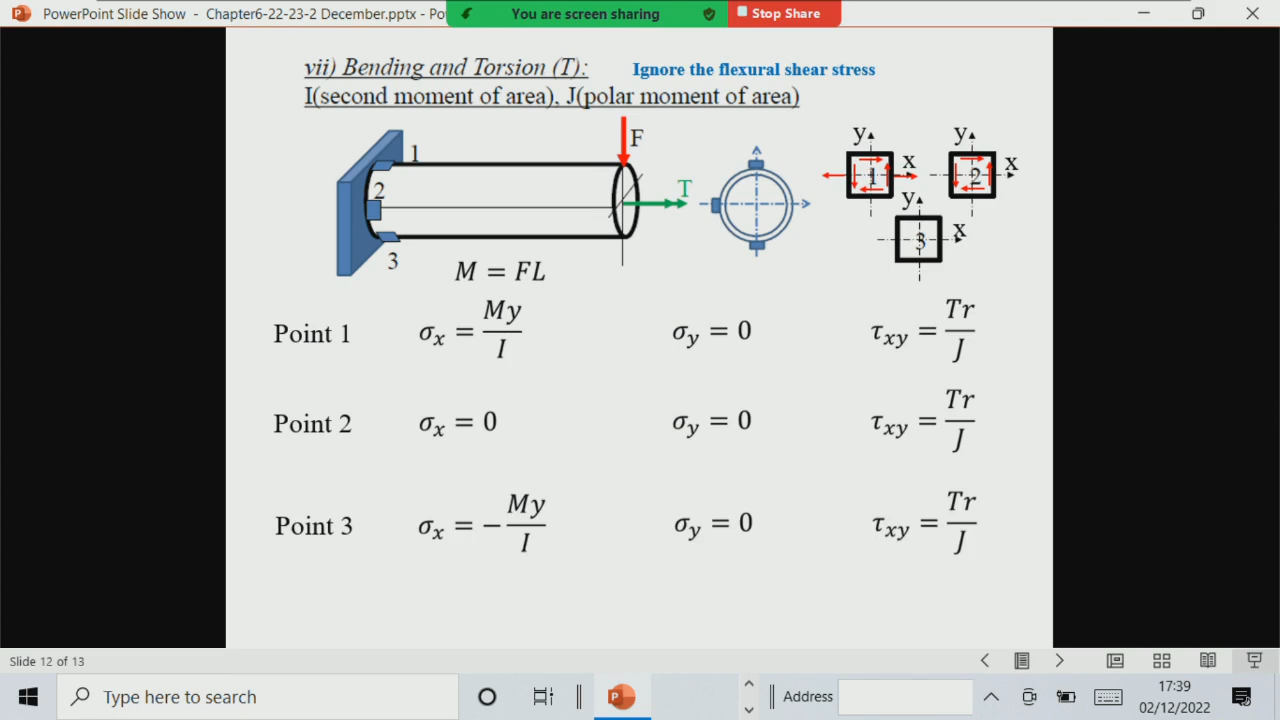 PowerPoint Slide Show - Chapter6-22-23-2 December.pptx - Po
You are screen sharing
Stop Share
vii) Bending and Torsion (T):
Ignore the flexural shear stress
I(second moment of area), J(polar moment of area)
1
2
3
F
T
y
x
1
y
x
2
y
x
3
M = FL
Point 1 σx = My/I σy = 0 τxy = Tr/J
Point 2 σx = 0 σy = 0 τxy = Tr/J
Point 3 σx = −My/I σy = 0 τxy = Tr/J
Slide 12 of 13
Type here to search
Address
17:39
02/12/2022